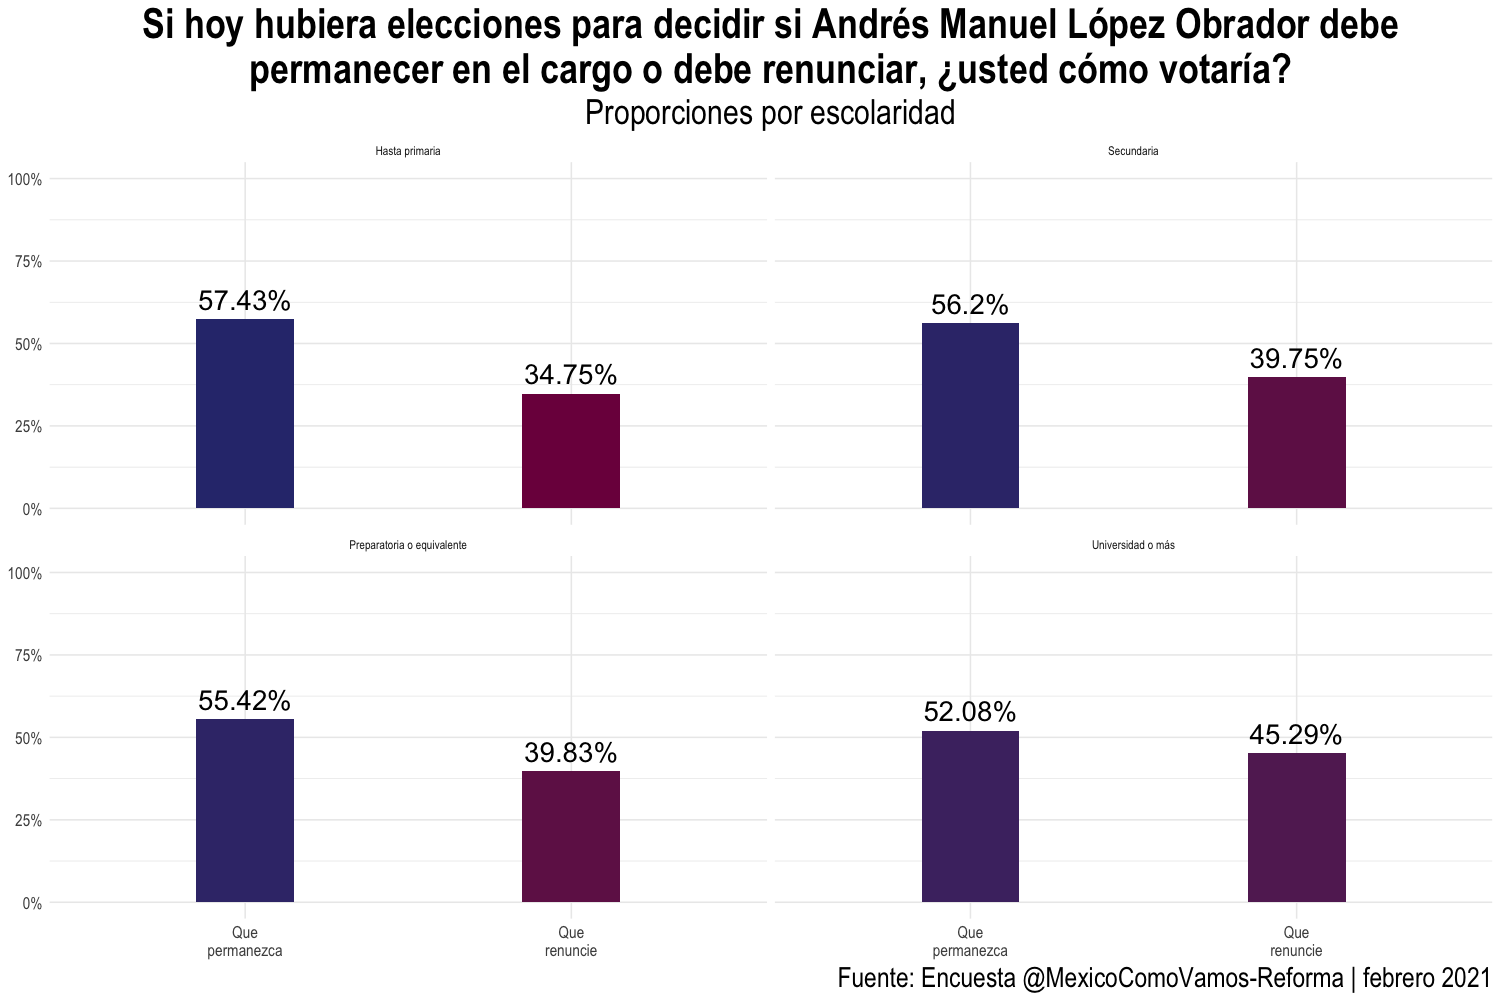 Si hoy hubiera elecciones para decidir si Andrés Manuel López Obrador debe
permanecer en el cargo o debe renunciar, ¿usted cómo votaría?
Proporciones por escolaridad
Hasta primaria
100%
75%
50%
25%
0%
57.43%
34.75%
Secundaria
56.2%
39.75%
Preparatoria o equivalente
100%
75%
50%
25%
0%
55.42%
39.83%
Que
permanezca
Que
renuncie
Universidad o más
52.08%
45.29%
Que
permanezca
Que
renuncie
Fuente: Encuesta @MexicoComoVamos-Reforma | febrero 2021